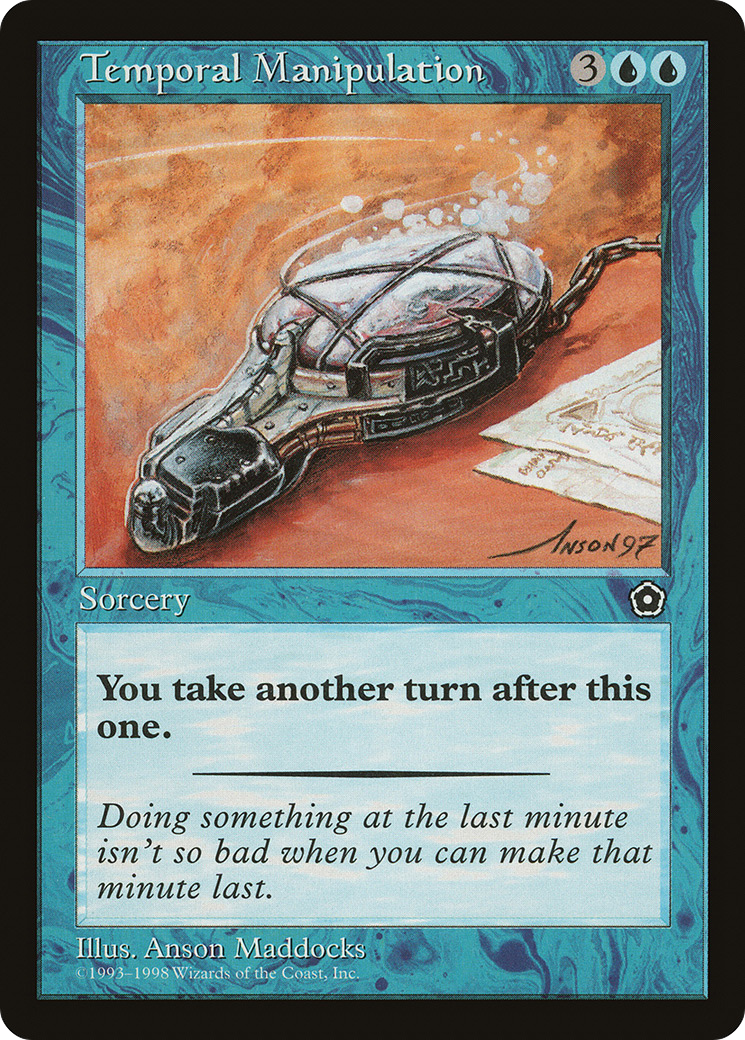 Temporal Manipulation 3
ANSON 97
Sorcery
You take another turn after this
one.
Doing something at the last minute
isn't so bad when you can make that
minute last.
Illus. Anson Maddocks
©1993–1998 Wizards of the Coast, Inc.